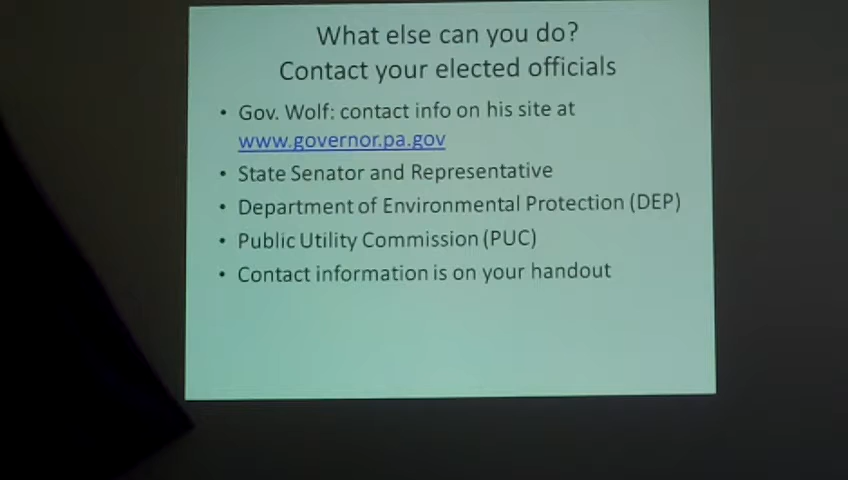 What else can you do?
Contact your elected officials
• Gov. Wolf: contact info on his site at
www.governor.pa.gov
• State Senator and Representative
• Department of Environmental Protection (DEP)
• Public Utility Commission (PUC)
• Contact information is on your handout